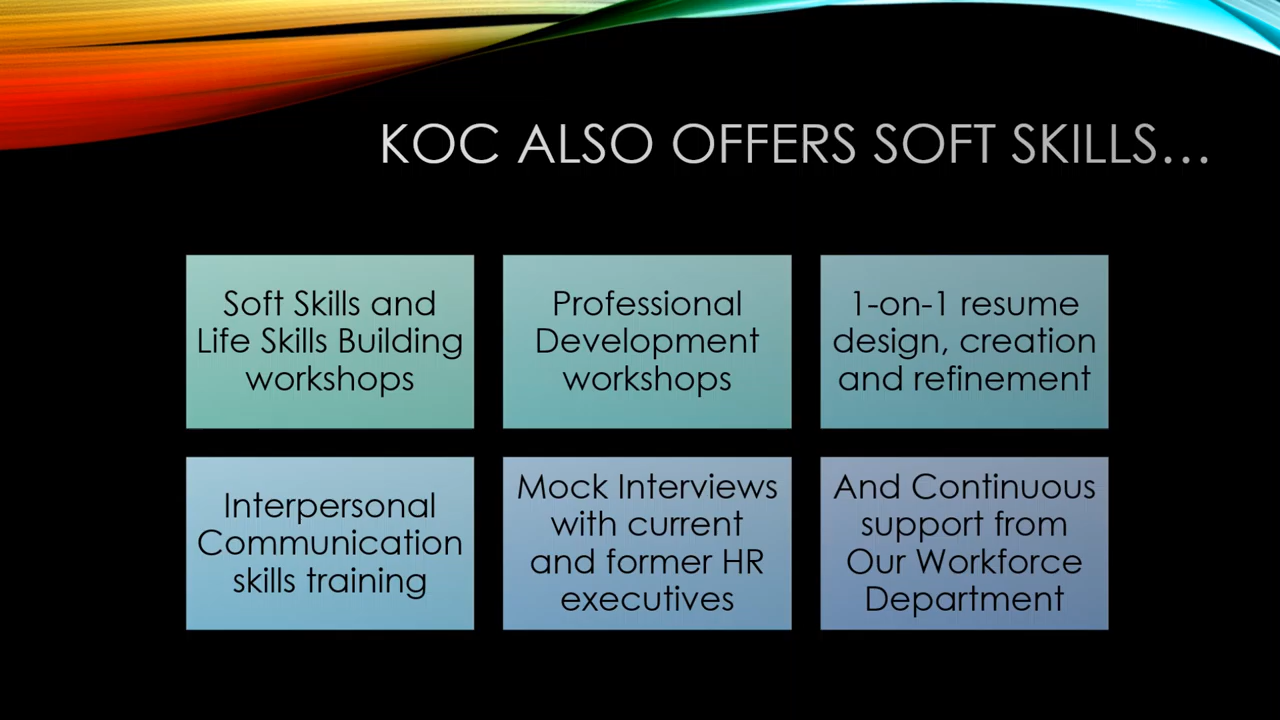 KOC ALSO OFFERS SOFT SKILLS...
Soft Skills and
Life Skills Building
workshops
Professional
Development
workshops
1-on-1 resume
design, creation
and refinement
Interpersonal
Communication
skills training
Mock Interviews
with current
and former HR
executives
And Continuous
support from
Our Workforce
Department